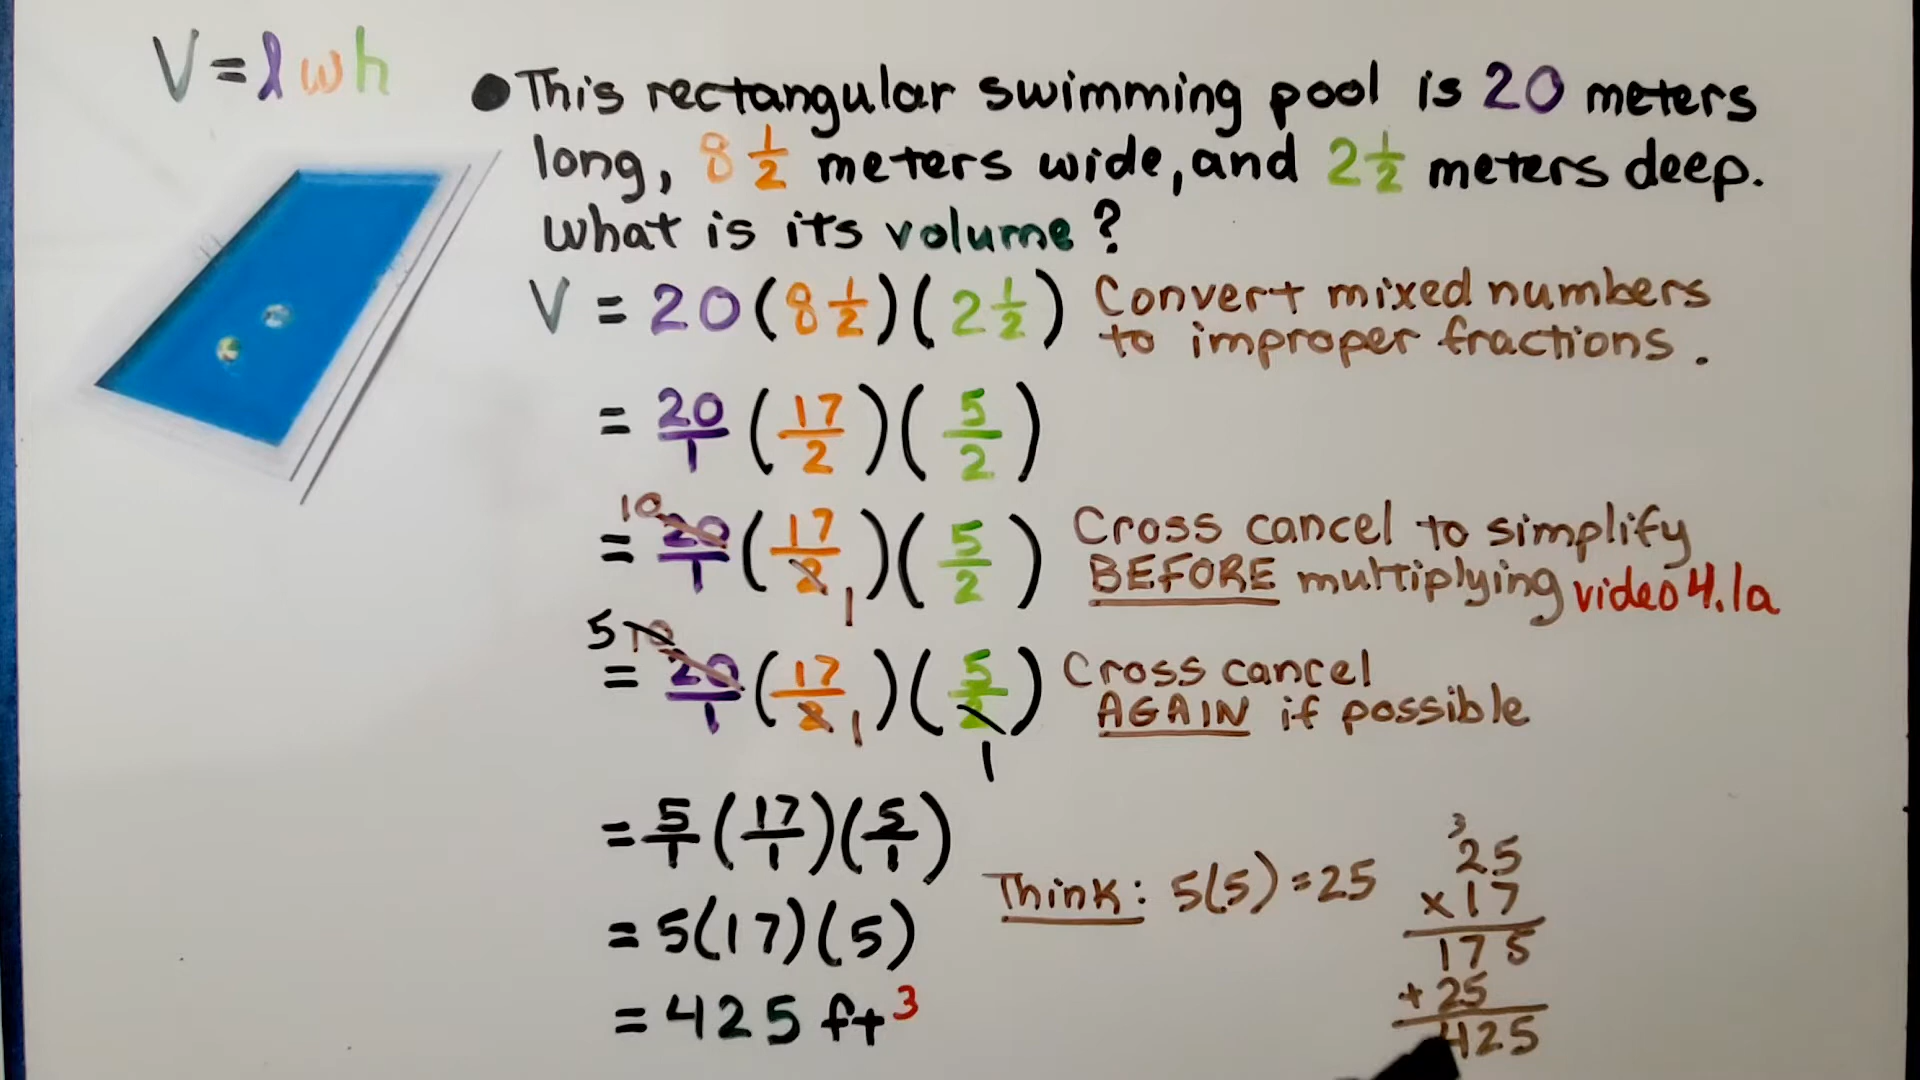 V = lwh
• This rectangular swimming pool is 20 meters
long, 8 1/2 meters wide, and 2 1/2 meters deep.
What is its volume?
V = 20 (8 1/2) (2 1/2) Convert mixed numbers
to improper fractions.
= 20/1 (17/2) (5/2)
10
= 20/1 (17/2) (5/2) Cross cancel to simplify
1 BEFORE multiplying video 4.1a
5 10
= 20/1 (17/2) (5/2) Cross cancel
1 AGAIN if possible
1
= 5/1 (17/1) (5/1)
= 5(17)(5)
= 425 ft³
Think: 5(5) = 25
3
25
x17
175
+25
425